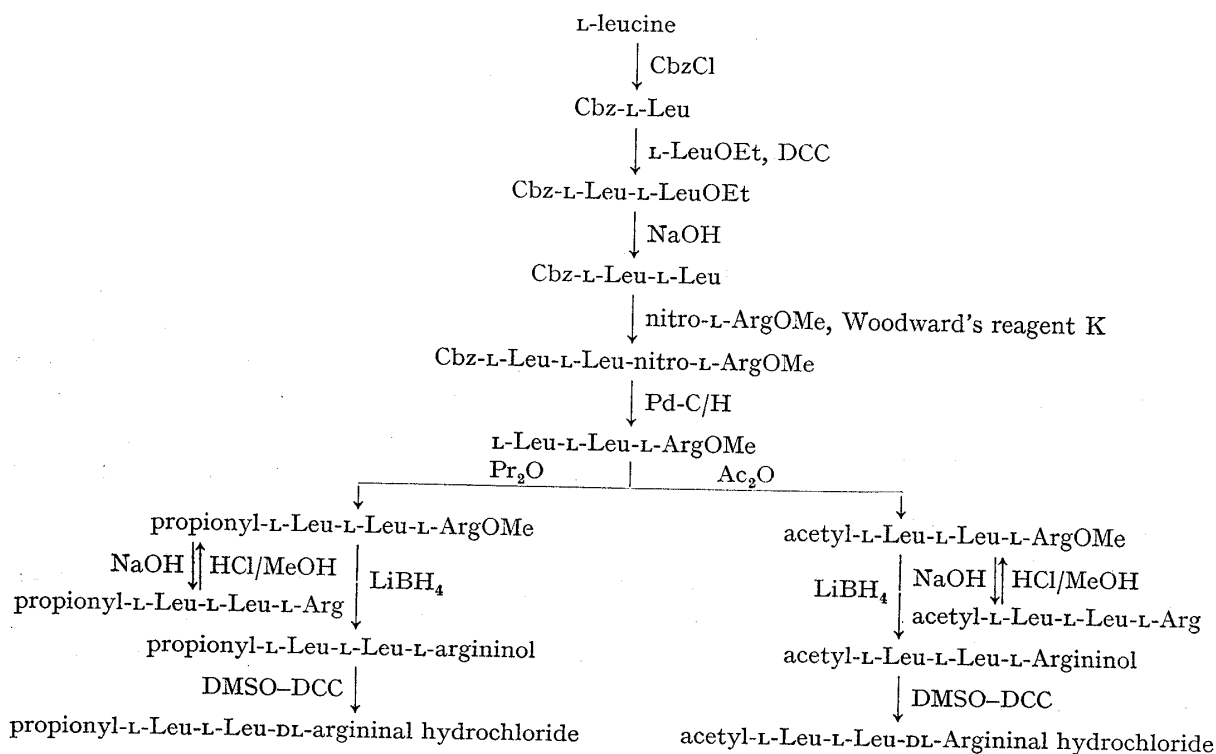 L-leucine
CbzCl
Cbz-L-Leu
L-LeuOEt, DCC
Cbz-L-Leu-L-LeuOEt
NaOH
Cbz-L-Leu-L-Leu
nitro-L-ArgOMe, Woodward's reagent K
Cbz-L-Leu-L-Leu-nitro-L-ArgOMe
Pd-C/H
L-Leu-L-Leu-L-ArgOMe
Pr₂O Ac₂O
propionyl-L-Leu-L-Leu-L-ArgOMe
NaOH HCl/MeOH
LiBH₄
propionyl-L-Leu-L-Leu-L-Arg
propionyl-L-Leu-L-Leu-L-argininol
DMSO–DCC
propionyl-L-Leu-L-Leu-DL-argininal hydrochloride
acetyl-L-Leu-L-Leu-L-ArgOMe
LiBH₄ NaOH HCl/MeOH
acetyl-L-Leu-L-Leu-L-Arg
acetyl-L-Leu-L-Leu-L-Argininol
DMSO–DCC
acetyl-L-Leu-L-Leu-DL-Argininal hydrochloride